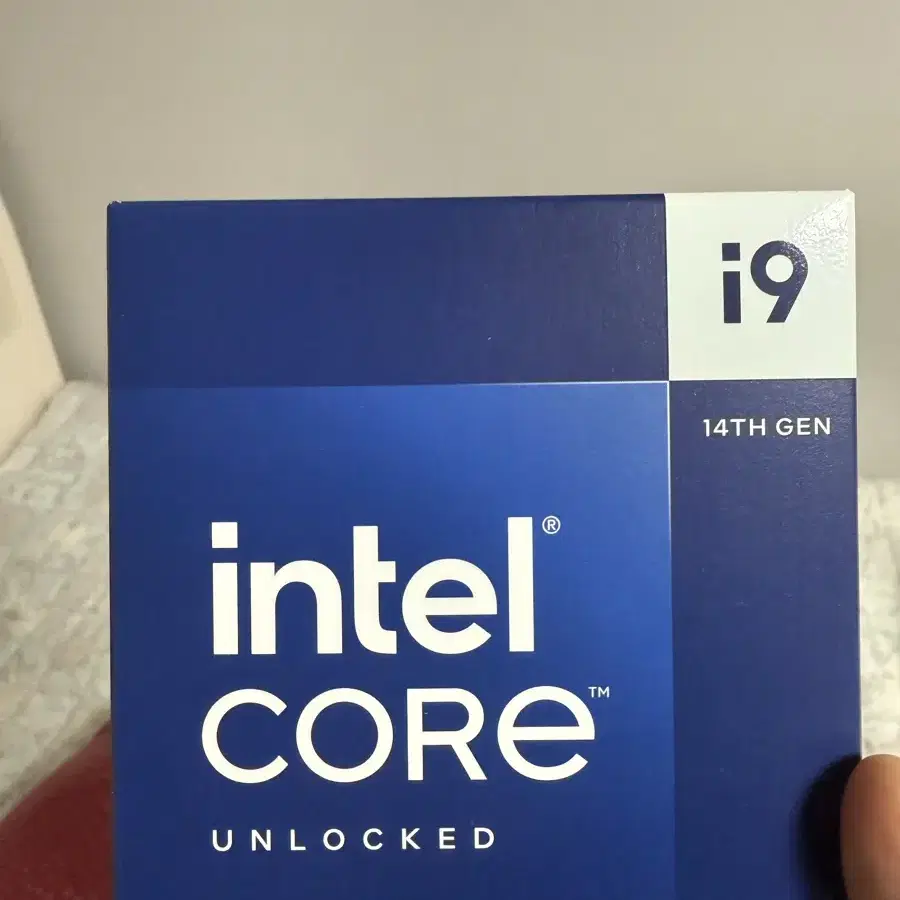 i9
14TH GEN
intel®
CORE™
UNLOCKED